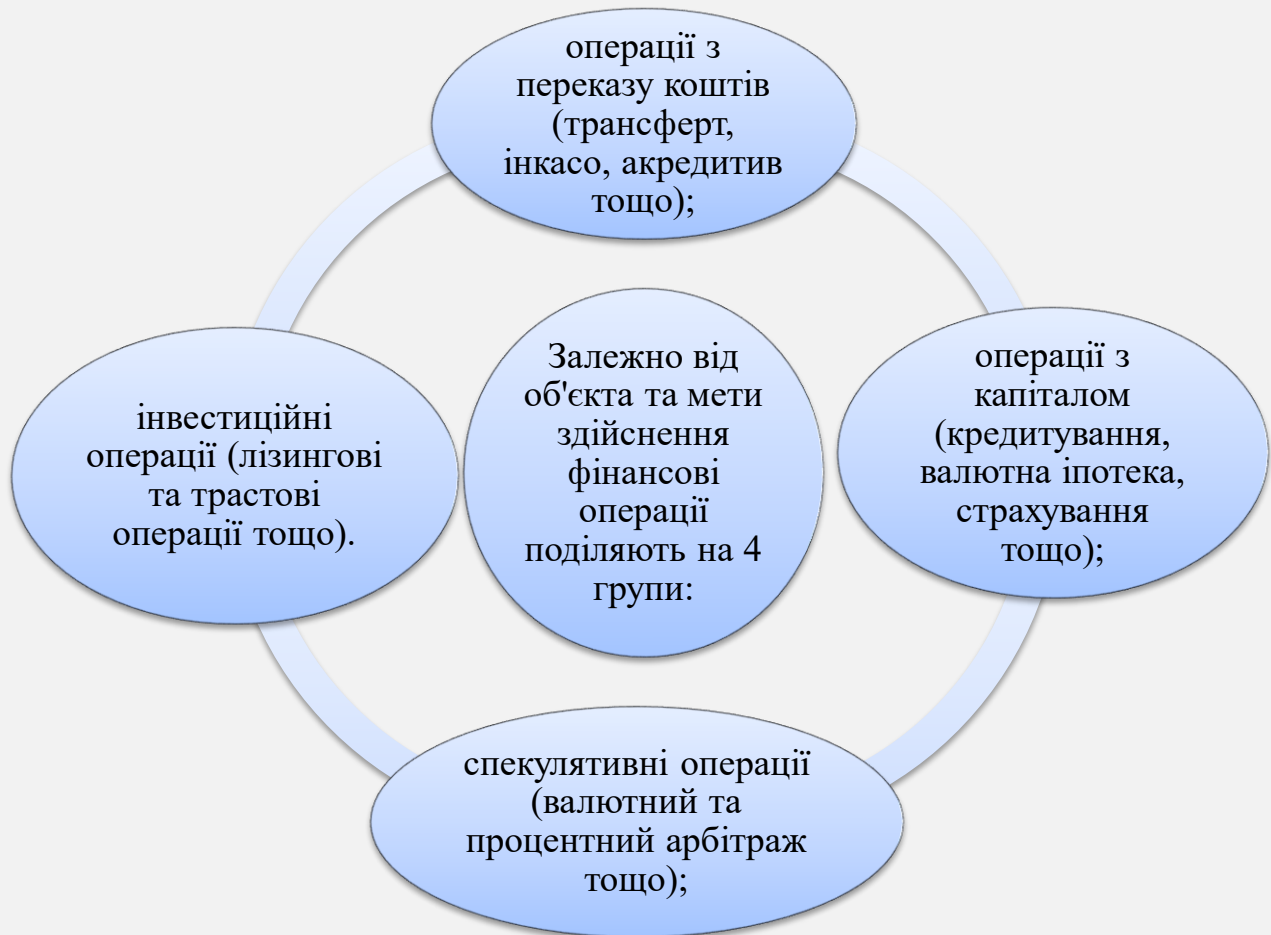 операції з
переказу коштів
(трансферт,
інкасо, акредитив
тощо);
Залежно від
об'єкта та мети
здійснення
фінансові
операції
поділяють на 4
групи:
операції з
капіталом
(кредитування,
валютна іпотека,
страхування
тощо);
спекулятивні операції
(валютний та
процентний арбітраж
тощо);
інвестиційні
операції (лізингові
та трастові
операції тощо).